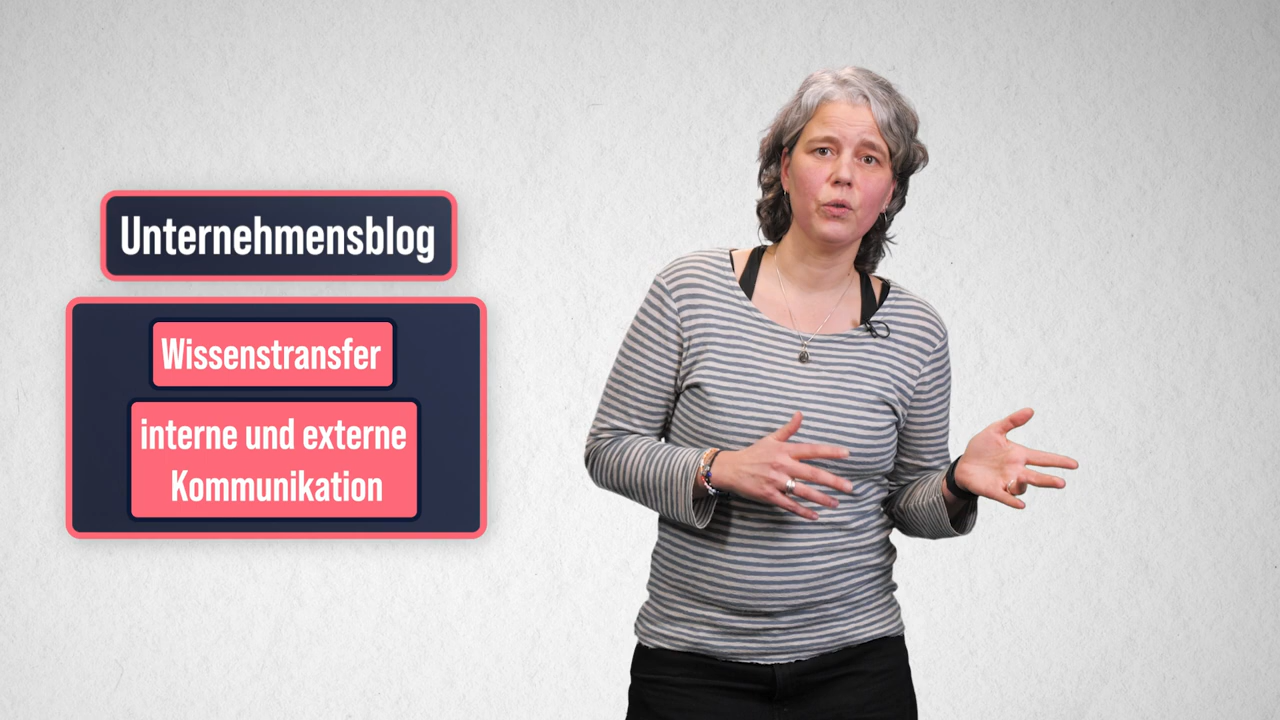 Unternehmensblog
Wissenstransfer
interne und externe
Kommunikation